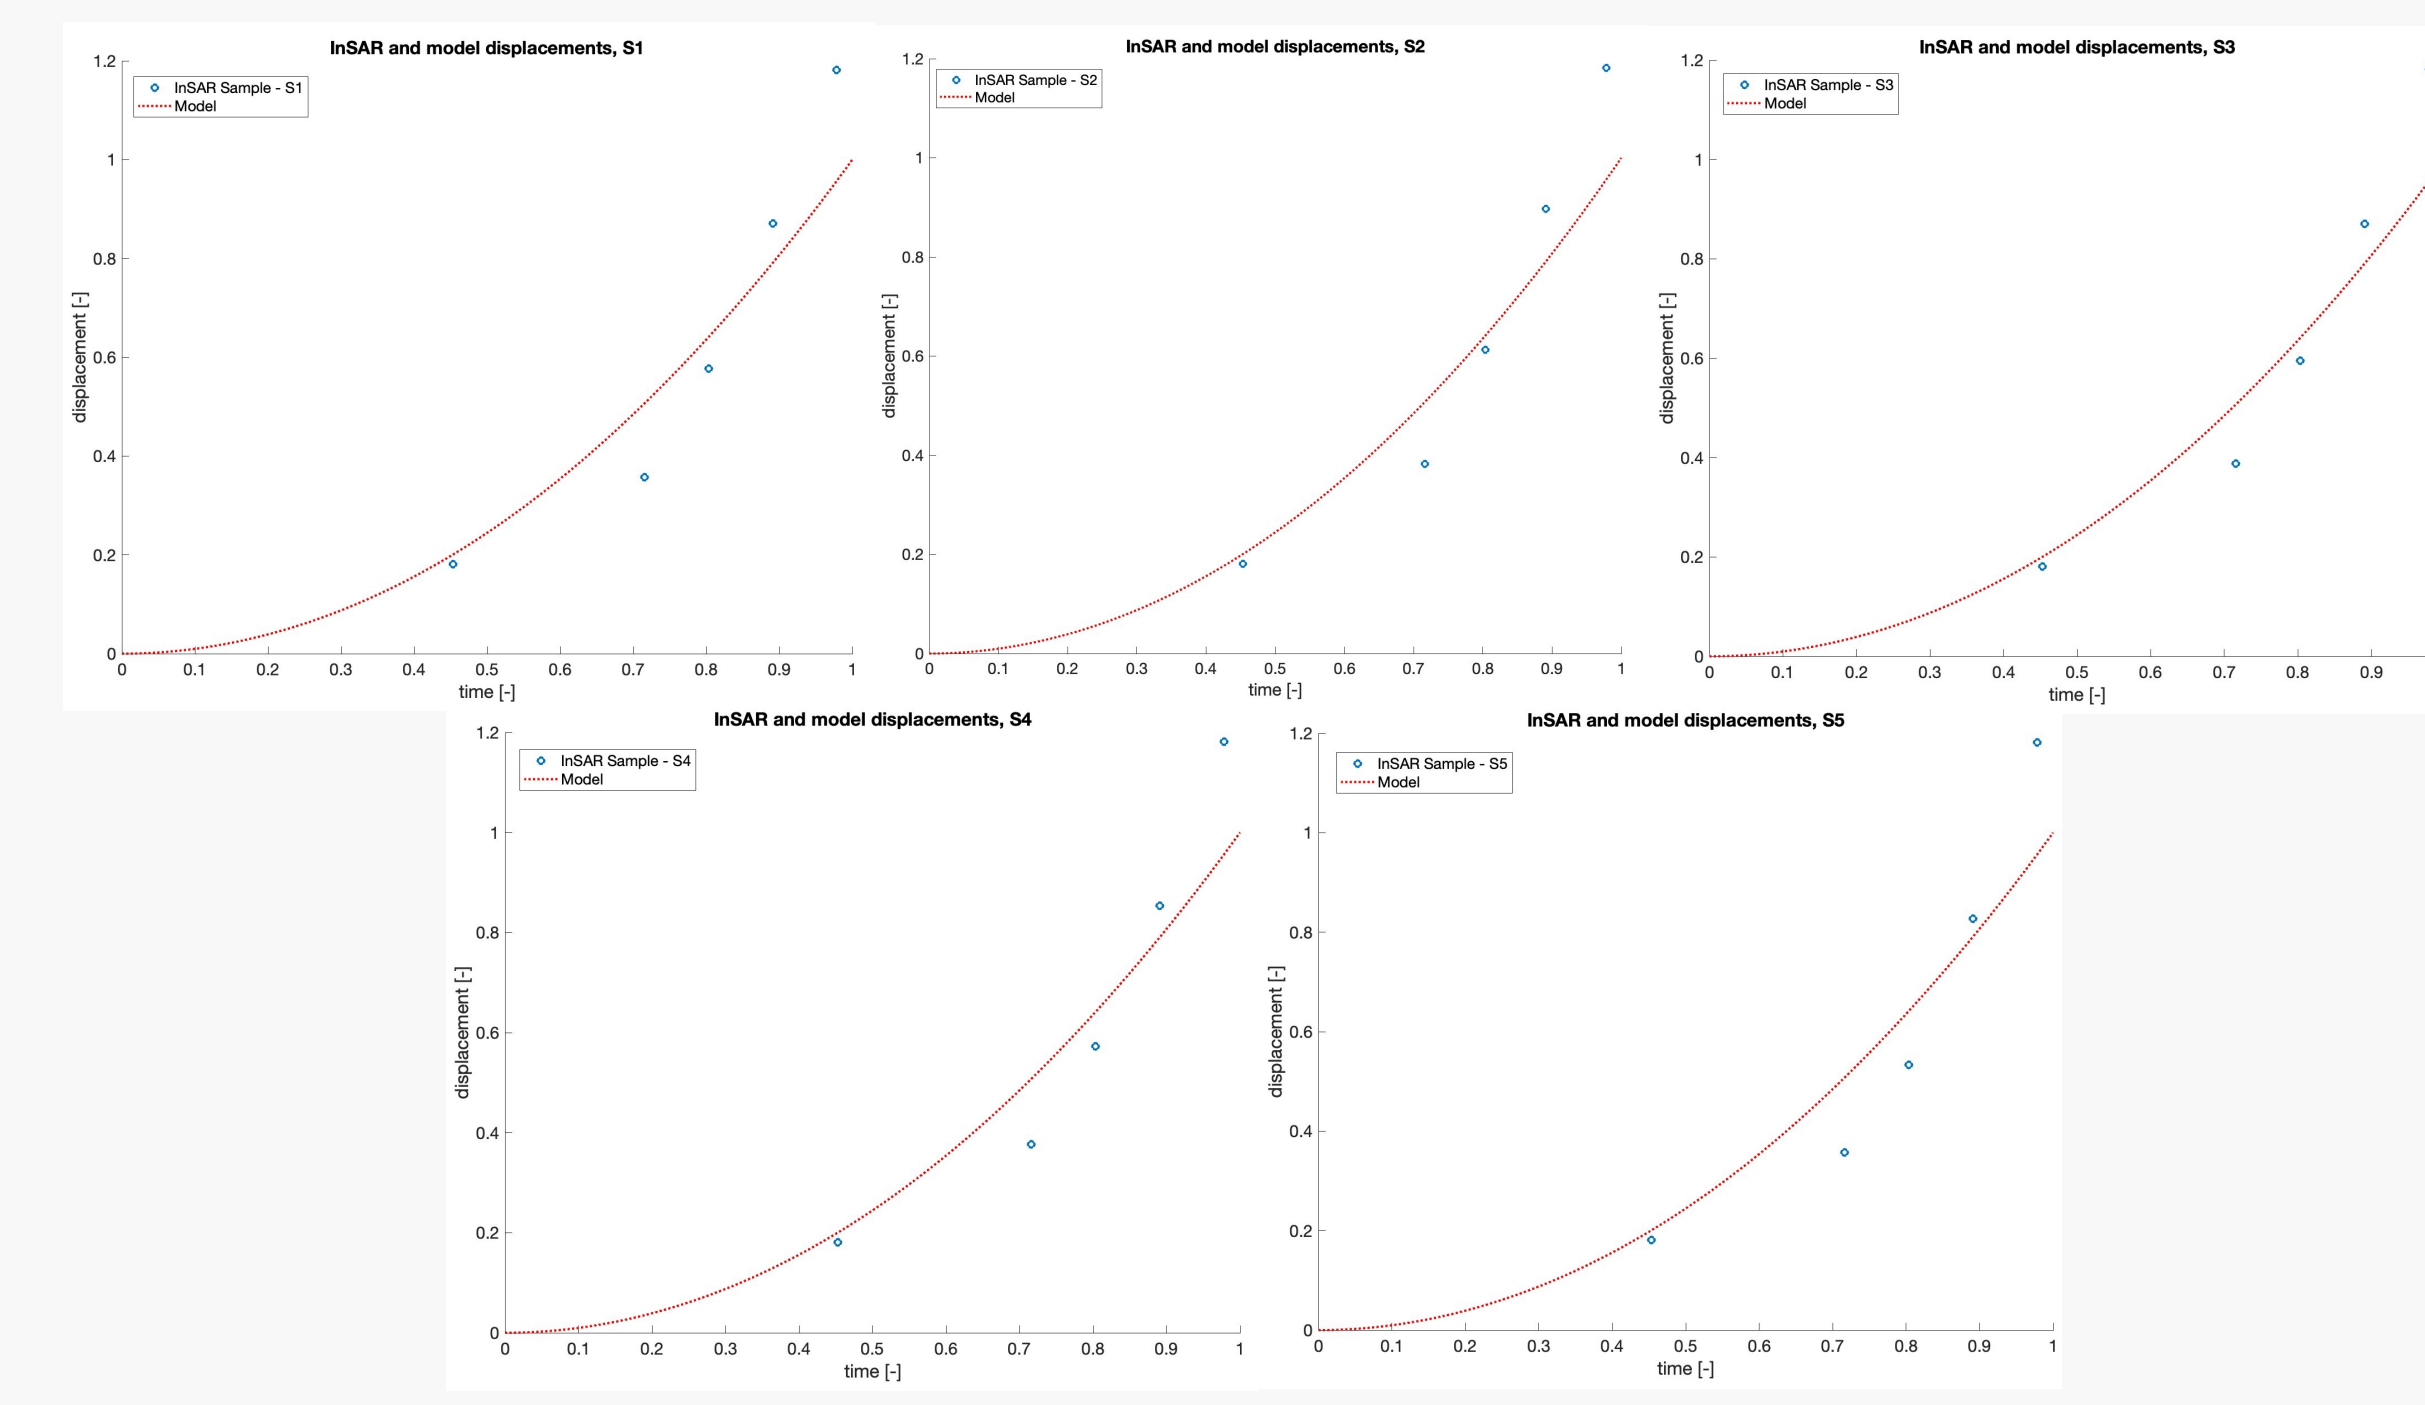 InSAR and model displacements, S1
InSAR Sample - S1
Model
1.2
1
0.8
0.6
0.4
0.2
0
displacement [-]
0 0.1 0.2 0.3 0.4 0.5 0.6 0.7 0.8 0.9 1
time [-]
InSAR and model displacements, S2
InSAR Sample - S2
Model
1.2
1
0.8
0.6
0.4
0.2
0
displacement [-]
0 0.1 0.2 0.3 0.4 0.5 0.6 0.7 0.8 0.9 1
time [-]
InSAR and model displacements, S3
InSAR Sample - S3
Model
1.2
1
0.8
0.6
0.4
0.2
0
displacement [-]
0 0.1 0.2 0.3 0.4 0.5 0.6 0.7 0.8 0.9
time [-]
InSAR and model displacements, S4
InSAR Sample - S4
Model
1.2
1
0.8
0.6
0.4
0.2
0
displacement [-]
0 0.1 0.2 0.3 0.4 0.5 0.6 0.7 0.8 0.9 1
time [-]
InSAR and model displacements, S5
InSAR Sample - S5
Model
1.2
1
0.8
0.6
0.4
0.2
0
displacement [-]
0 0.1 0.2 0.3 0.4 0.5 0.6 0.7 0.8 0.9 1
time [-]